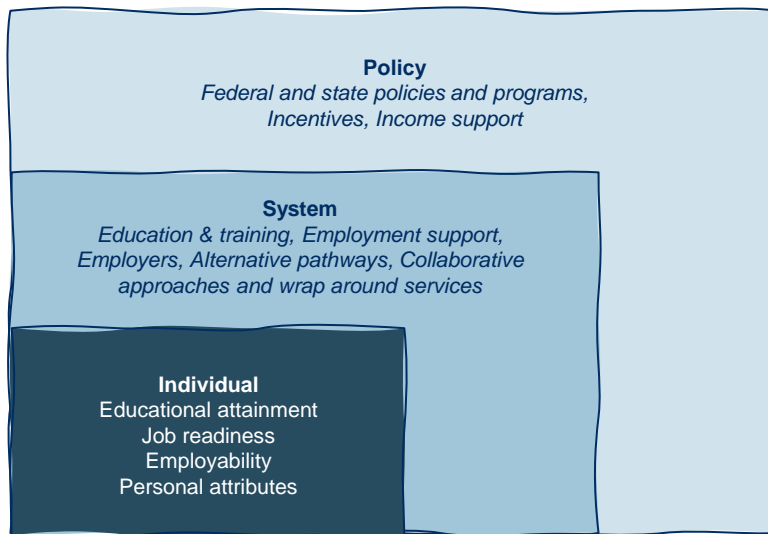 Policy
Federal and state policies and programs,
Incentives, Income support
System
Education & training, Employment support,
Employers, Alternative pathways, Collaborative
approaches and wrap around services
Individual
Educational attainment
Job readiness
Employability
Personal attributes